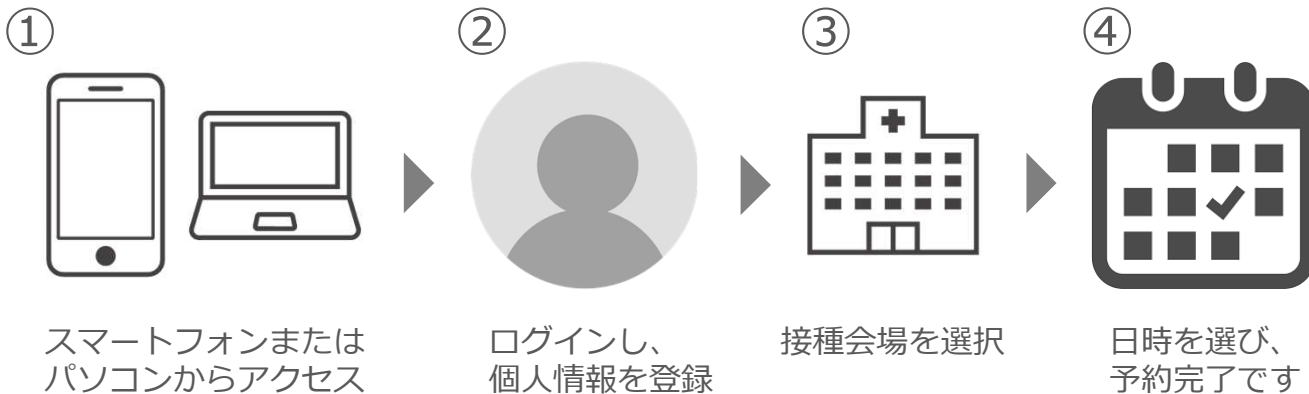 ①
スマートフォンまたは
パソコンからアクセス
②
ログインし、
個人情報を登録
③
接種会場を選択
④
日時を選び、
予約完了です